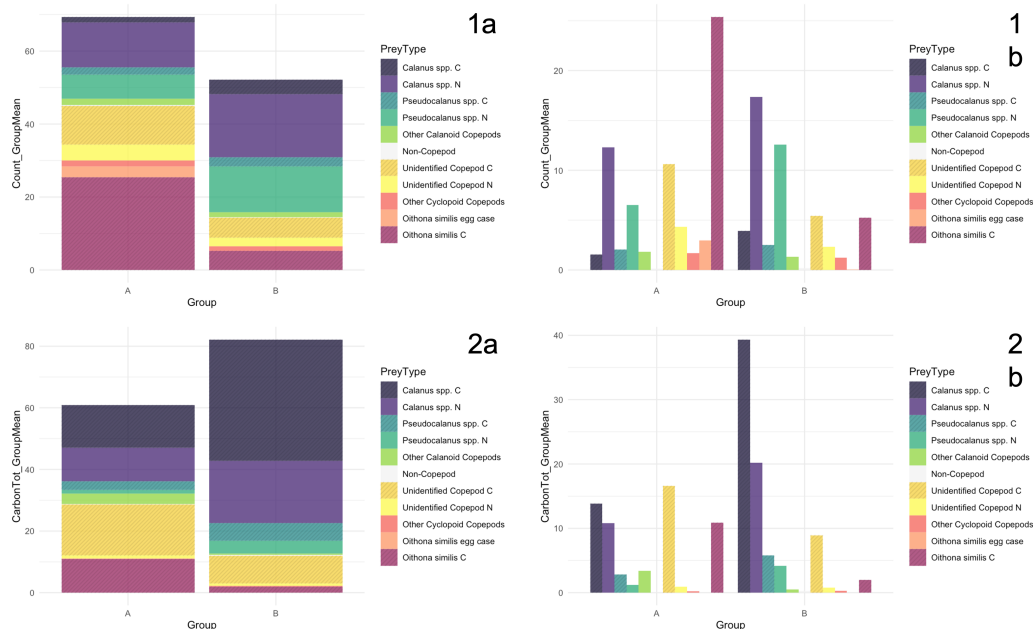 1a
Count_GroupMean
60
40
20
0
A
B
Group
PreyType
Calanus spp. C
Calanus spp. N
Pseudocalanus spp. C
Pseudocalanus spp. N
Other Calanoid Copepods
Non-Copepod
Unidentified Copepod C
Unidentified Copepod N
Other Cyclopoid Copepods
Oithona similis egg case
Oithona similis C
1
b
Count_GroupMean
20
10
0
A
B
Group
PreyType
Calanus spp. C
Calanus spp. N
Pseudocalanus spp. C
Pseudocalanus spp. N
Other Calanoid Copepods
Non-Copepod
Unidentified Copepod C
Unidentified Copepod N
Other Cyclopoid Copepods
Oithona similis egg case
Oithona similis C
2a
CarbonTot_GroupMean
80
60
40
20
0
A
B
Group
PreyType
Calanus spp. C
Calanus spp. N
Pseudocalanus spp. C
Pseudocalanus spp. N
Other Calanoid Copepods
Non-Copepod
Unidentified Copepod C
Unidentified Copepod N
Other Cyclopoid Copepods
Oithona similis egg case
Oithona similis C
2
b
CarbonTot_GroupMean
40
30
20
10
0
A
B
Group
PreyType
Calanus spp. C
Calanus spp. N
Pseudocalanus spp. C
Pseudocalanus spp. N
Other Calanoid Copepods
Non-Copepod
Unidentified Copepod C
Unidentified Copepod N
Other Cyclopoid Copepods
Oithona similis egg case
Oithona similis C